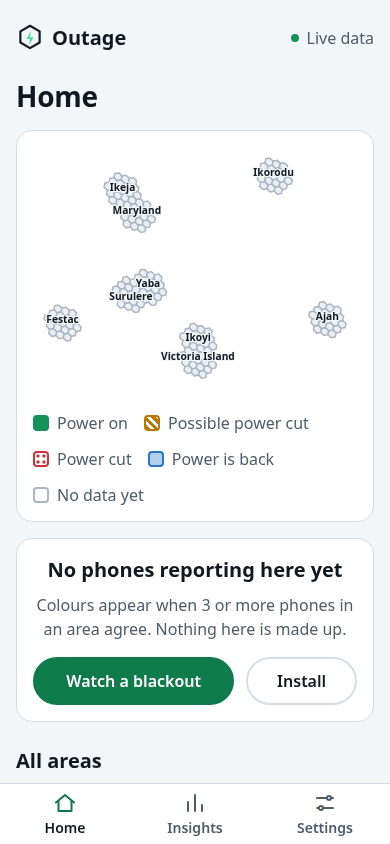 Outage
Live data
Home
Ikorodu
Ikeja
Maryland
Yaba
Surulere
Festac
Ajah
Ikoyi
Victoria Island
Power on
Possible power cut
Power cut
Power is back
No data yet
No phones reporting here yet
Colours appear when 3 or more phones in
an area agree. Nothing here is made up.
Watch a blackout
Install
All areas
Home
Insights
Settings